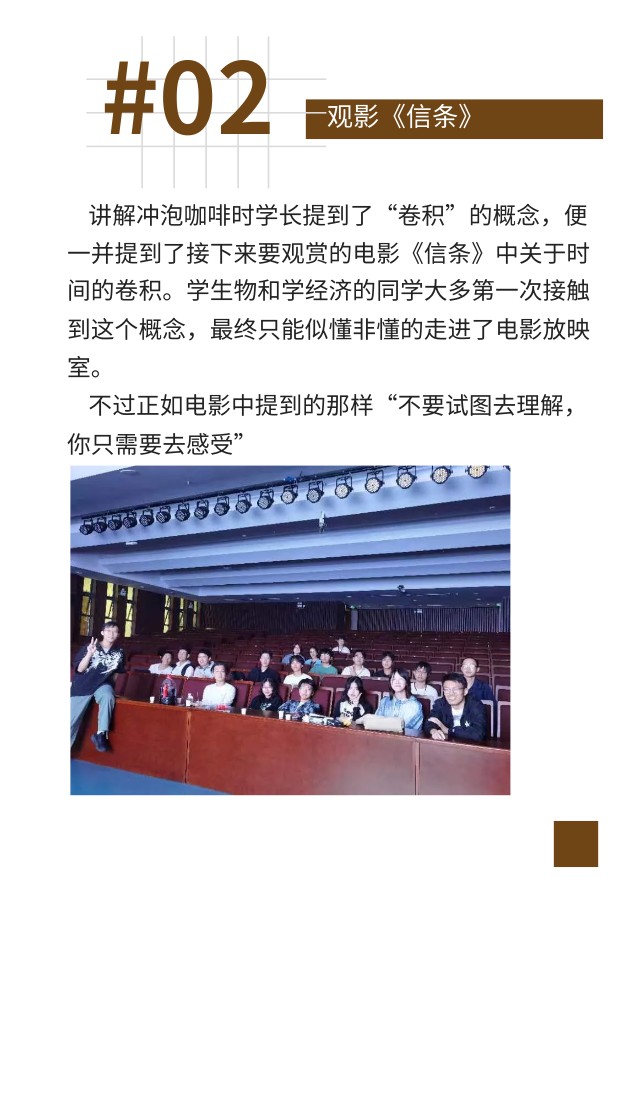 #02
观影《信条》
讲解冲泡咖啡时学长提到了“卷积”的概念，便
一并提到了接下来要观赏的电影《信条》中关于时
间的卷积。学生物和学经济的同学大多第一次接触
到这个概念，最终只能似懂非懂的走进了电影放映
室。
不过正如电影中提到的那样“不要试图去理解，
你只需要去感受”